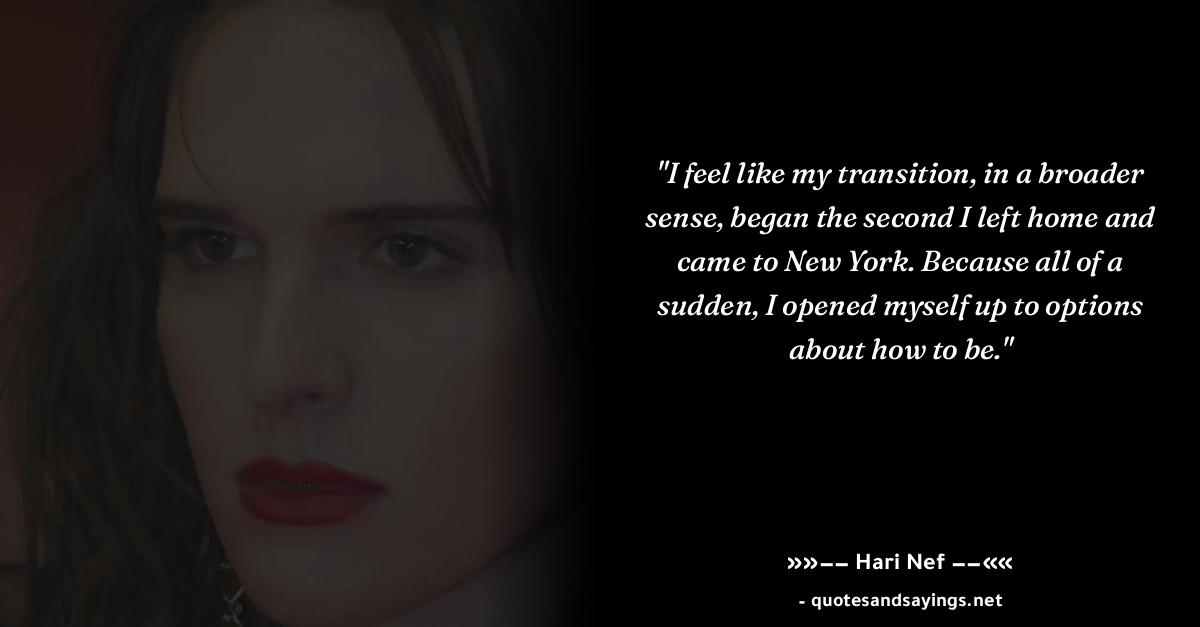 "I feel like my transition, in a broader
sense, began the second I left home and
came to New York. Because all of a
sudden, I opened myself up to options
about how to be."
»»—— Hari Nef ——««
- quotesandsayings.net